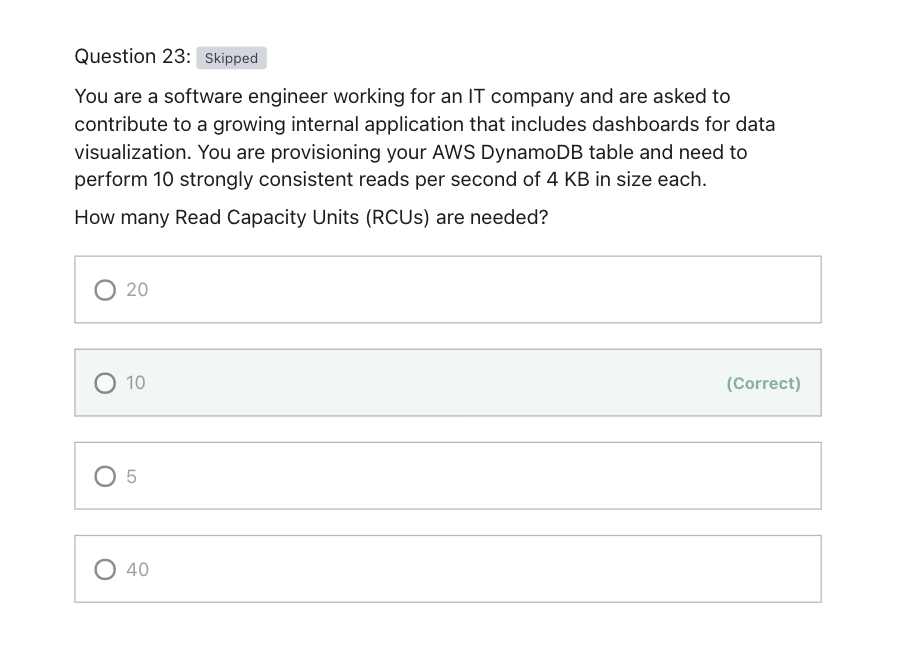 Question 23: Skipped
You are a software engineer working for an IT company and are asked to
contribute to a growing internal application that includes dashboards for data
visualization. You are provisioning your AWS DynamoDB table and need to
perform 10 strongly consistent reads per second of 4 KB in size each.
How many Read Capacity Units (RCUs) are needed?
20
10 (Correct)
5
40